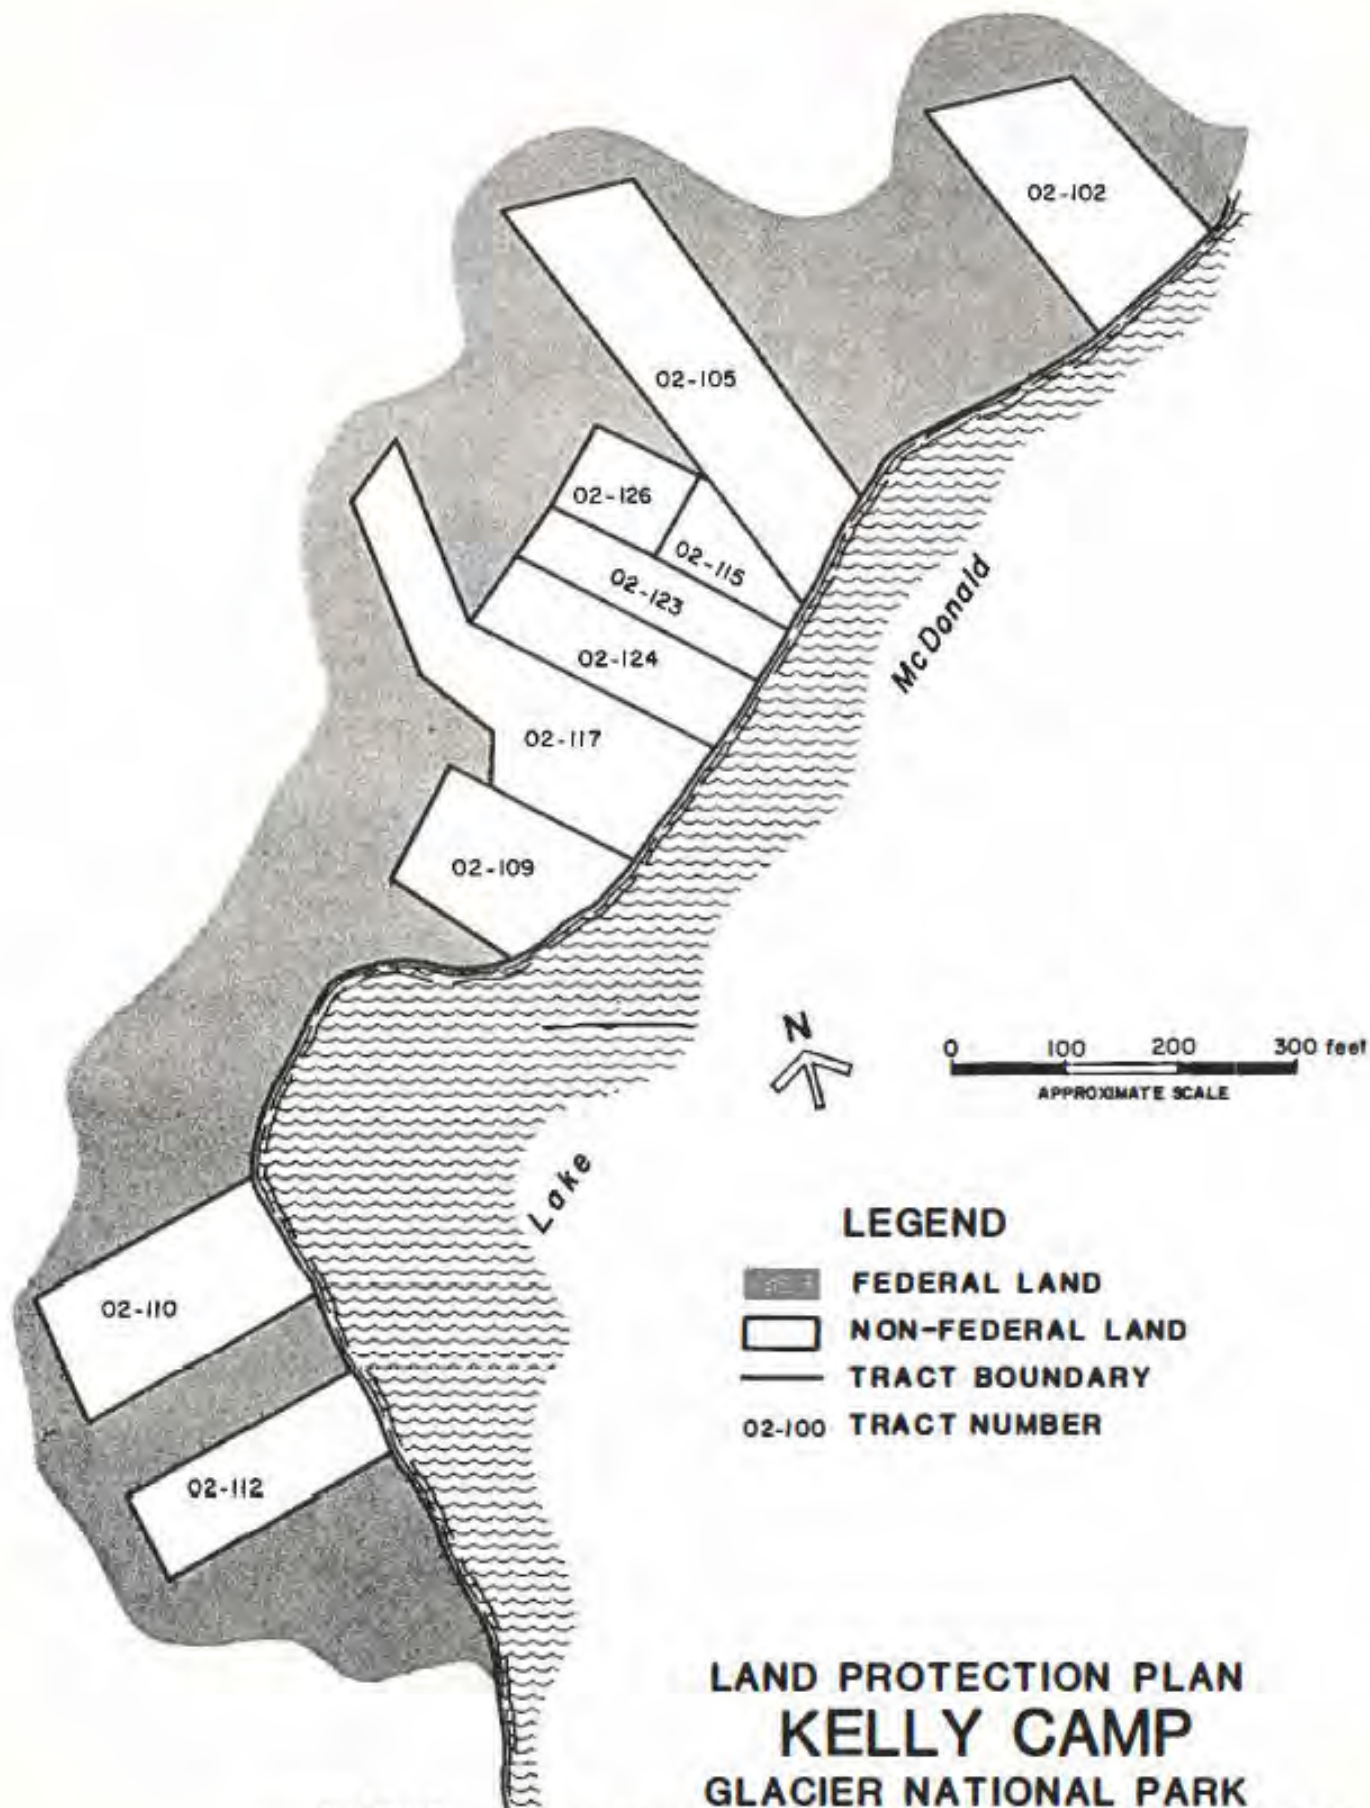 02-102
02-105
02-126
02-115
02-123
02-124
McDonald
02-117
02-109
N
0 100 200 300 feet
APPROXIMATE SCALE
Lake
LEGEND
FEDERAL LAND
02-110
NON-FEDERAL LAND
TRACT BOUNDARY
02-100 TRACT NUMBER
02-112
LAND PROTECTION PLAN
KELLY CAMP
GLACIER NATIONAL PARK